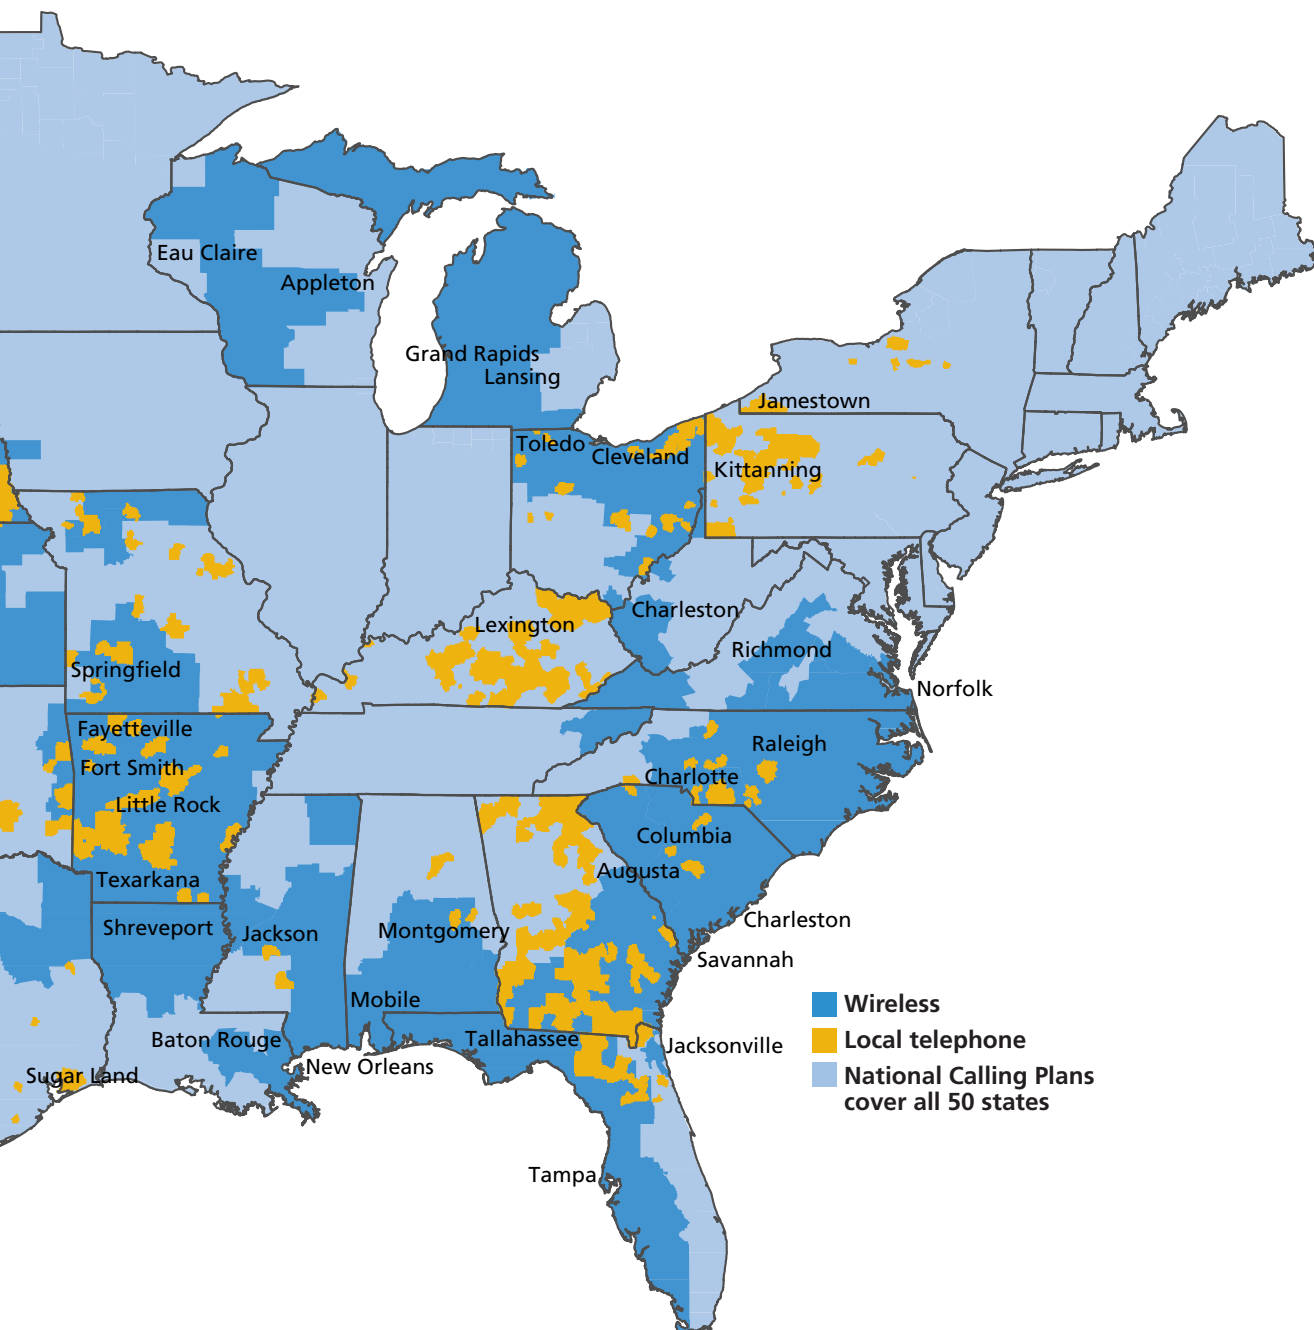 Eau Claire
Appleton
Grand Rapids
Lansing
Jamestown
Toledo
Cleveland
Kittanning
Charleston
Lexington
Richmond
Springfield
Norfolk
Fayetteville
Raleigh
Fort Smith
Charlotte
Little Rock
Columbia
Augusta
Texarkana
Charleston
Shreveport
Jackson
Montgomery
Savannah
Mobile
Wireless
Baton Rouge
Tallahassee
Local telephone
Jacksonville
New Orleans
Sugar Land
National Calling Plans
cover all 50 states
Tampa